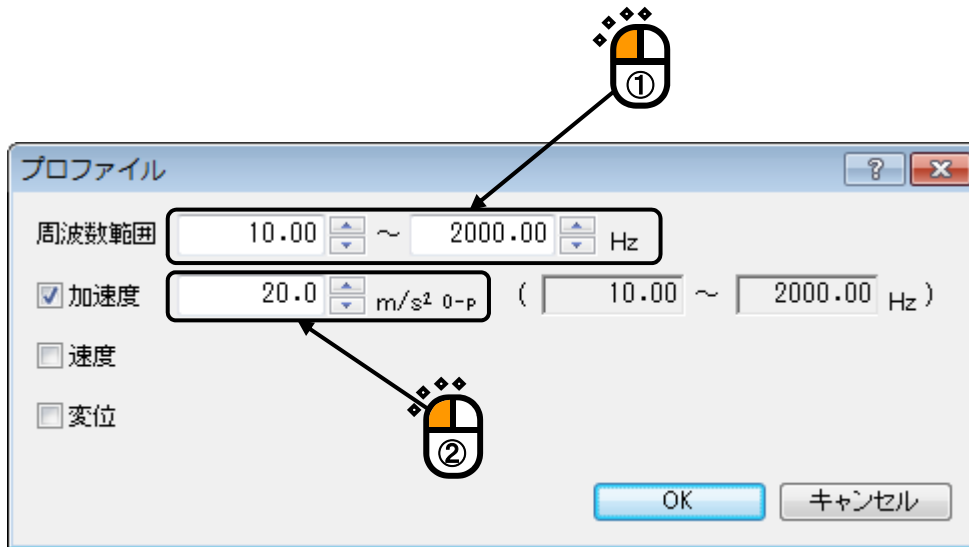 ①
プロファイル
周波数範囲 10.00 ～ 2000.00 Hz
加速度 20.0 m/s² 0-p ( 10.00 ～ 2000.00 Hz )
速度
変位
②
OK キャンセル